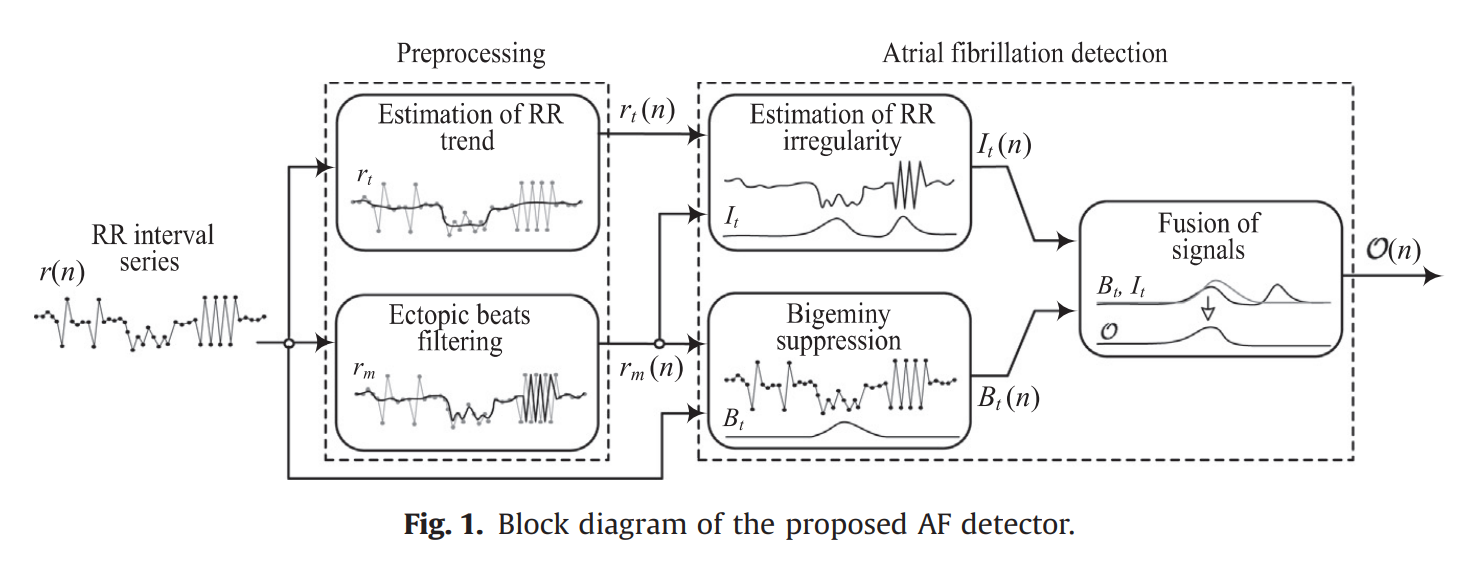 Preprocessing
Atrial fibrillation detection
RR interval
series
r(n)
Estimation of RR
trend
r_t
r_t(n)
Ectopic beats
filtering
r_m
r_m(n)
Estimation of RR
irregularity
I_t
I_t(n)
Bigeminy
suppression
B_t
B_t(n)
Fusion of
signals
B_t, I_t
𝒪
𝒪(n)
Fig. 1. Block diagram of the proposed AF detector.